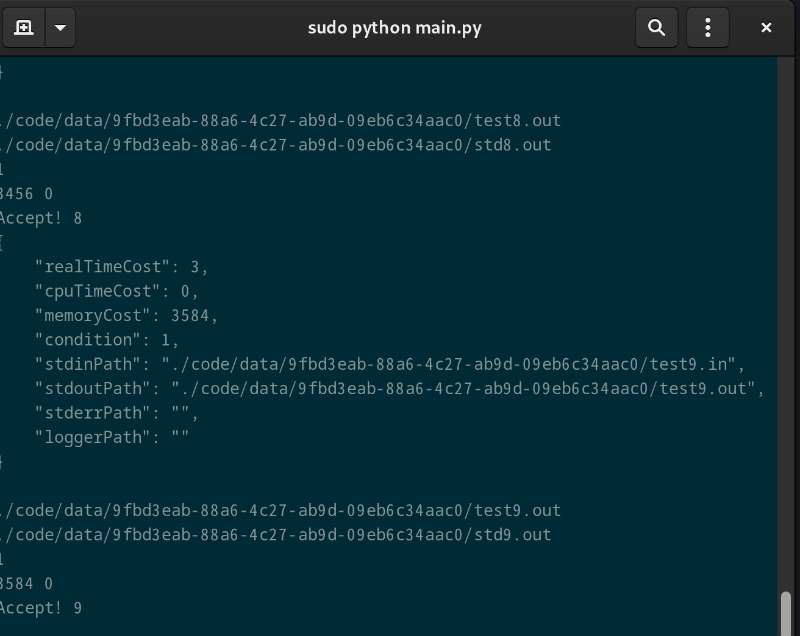 sudo python main.py
}
./code/data/9fbd3eab-88a6-4c27-ab9d-09eb6c34aac0/test8.out
./code/data/9fbd3eab-88a6-4c27-ab9d-09eb6c34aac0/std8.out
1
3456 0
Accept! 8
{
    "realTimeCost": 3,
    "cpuTimeCost": 0,
    "memoryCost": 3584,
    "condition": 1,
    "stdinPath": "./code/data/9fbd3eab-88a6-4c27-ab9d-09eb6c34aac0/test9.in",
    "stdoutPath": "./code/data/9fbd3eab-88a6-4c27-ab9d-09eb6c34aac0/test9.out",
    "stderrPath": "",
    "loggerPath": ""
}
./code/data/9fbd3eab-88a6-4c27-ab9d-09eb6c34aac0/test9.out
./code/data/9fbd3eab-88a6-4c27-ab9d-09eb6c34aac0/std9.out
1
3584 0
Accept! 9